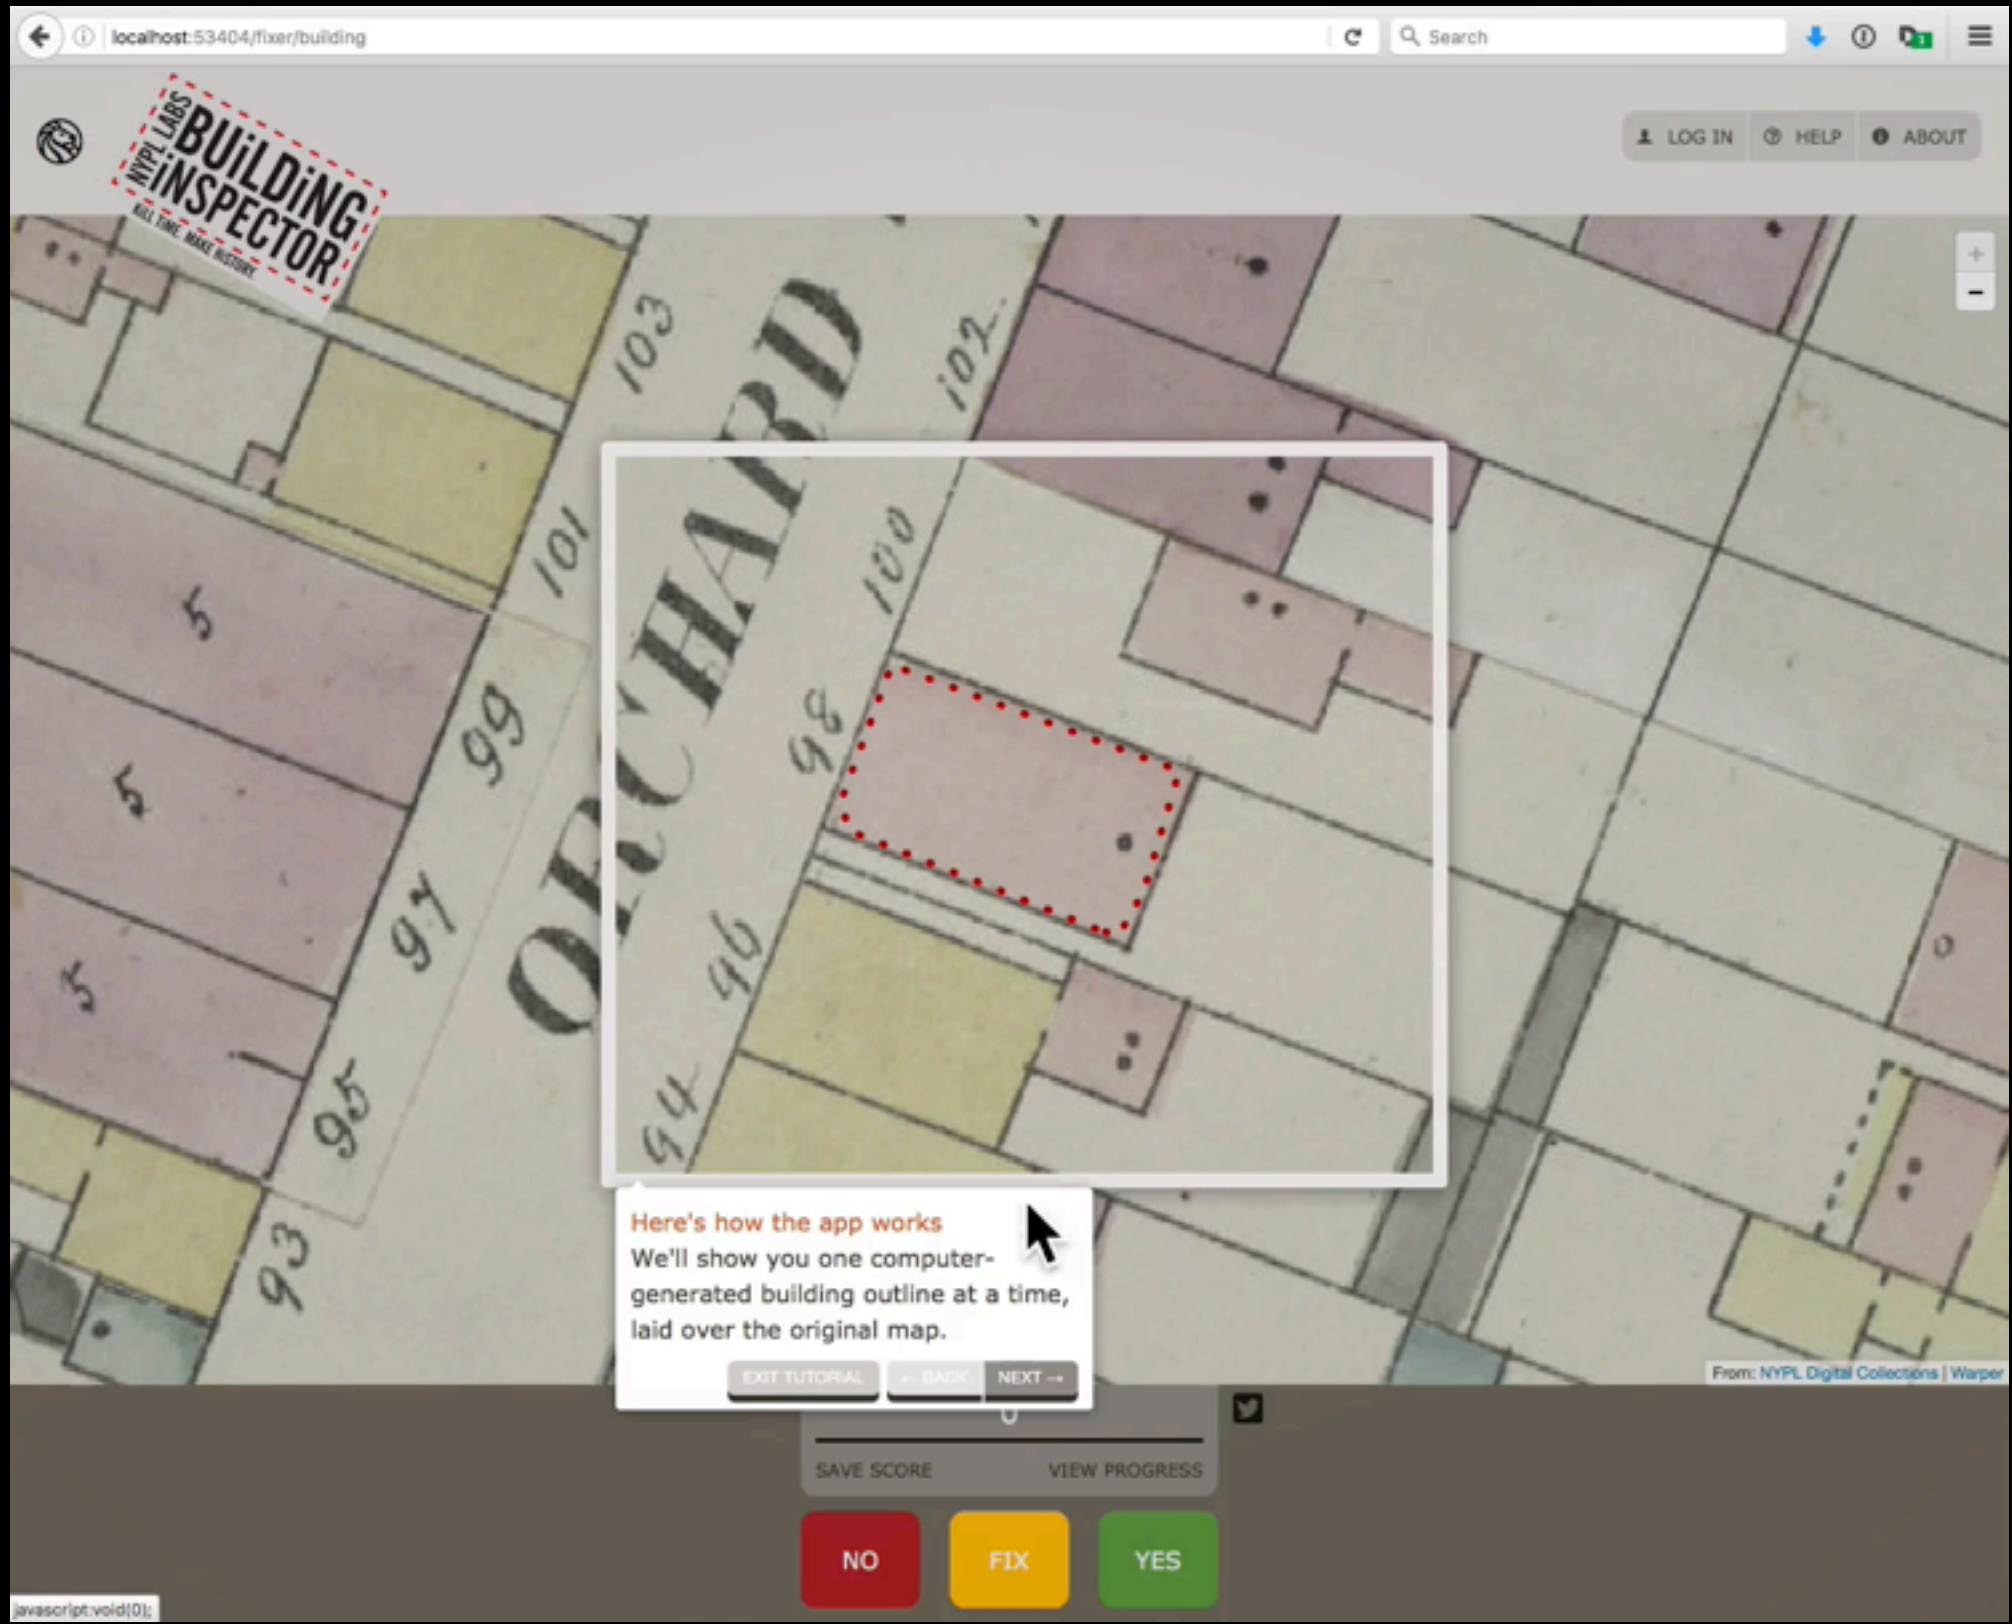 localhost:53404/fixer/building
Search
1
NYPL LABS
BUiLDiNG
iNSPECTOR
KILL TIME. MAKE HISTORY.
LOG IN
HELP
ABOUT
+
−
103
102
101
100
ORCHARD
5
99
98
5
97
96
5
95
94
93
Here's how the app works
We'll show you one computer-
generated building outline at a time,
laid over the original map.
EXIT TUTORIAL
← BACK
NEXT →
From: NYPL Digital Collections | Warper
0
SAVE SCORE
VIEW PROGRESS
NO
FIX
YES
javascript:void(0);